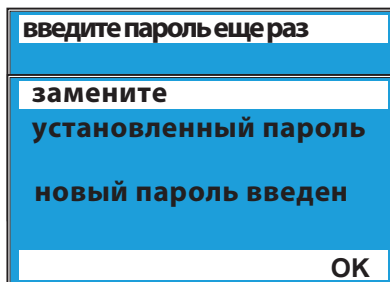 введите пароль еще раз
замените
установленный пароль
новый пароль введен
OK